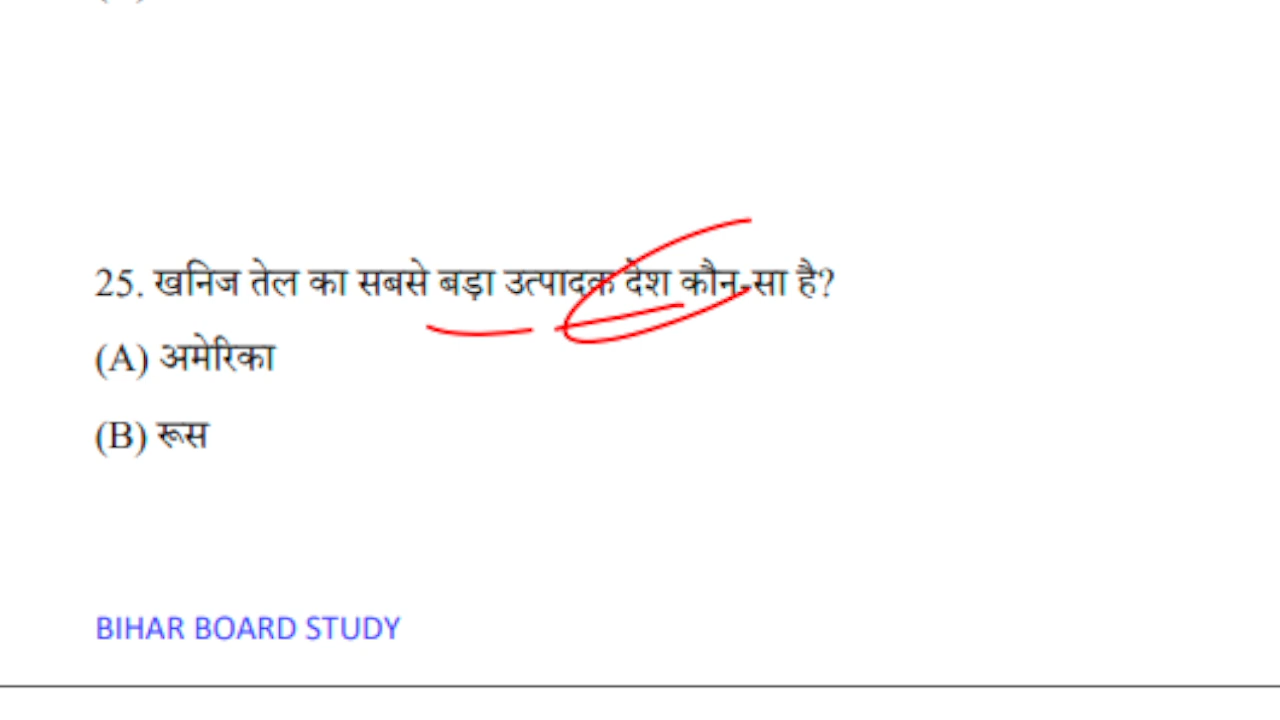 25. खनिज तेल का सबसे बड़ा उत्पादक देश कौन-सा है?
(A) अमेरिका
(B) रूस
BIHAR BOARD STUDY